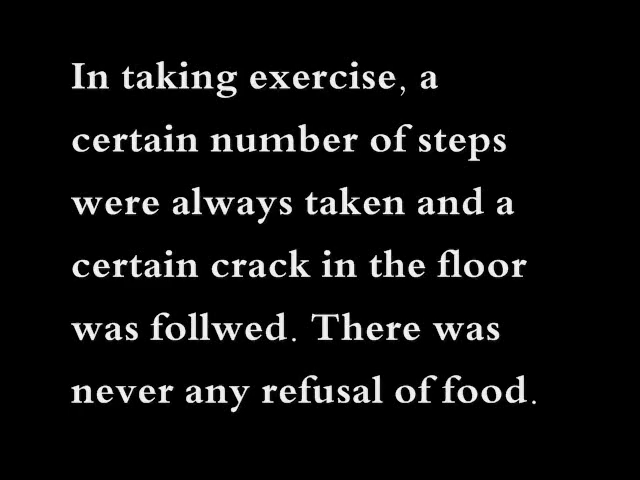 In taking exercise, a
certain number of steps
were always taken and a
certain crack in the floor
was follwed. There was
never any refusal of food.